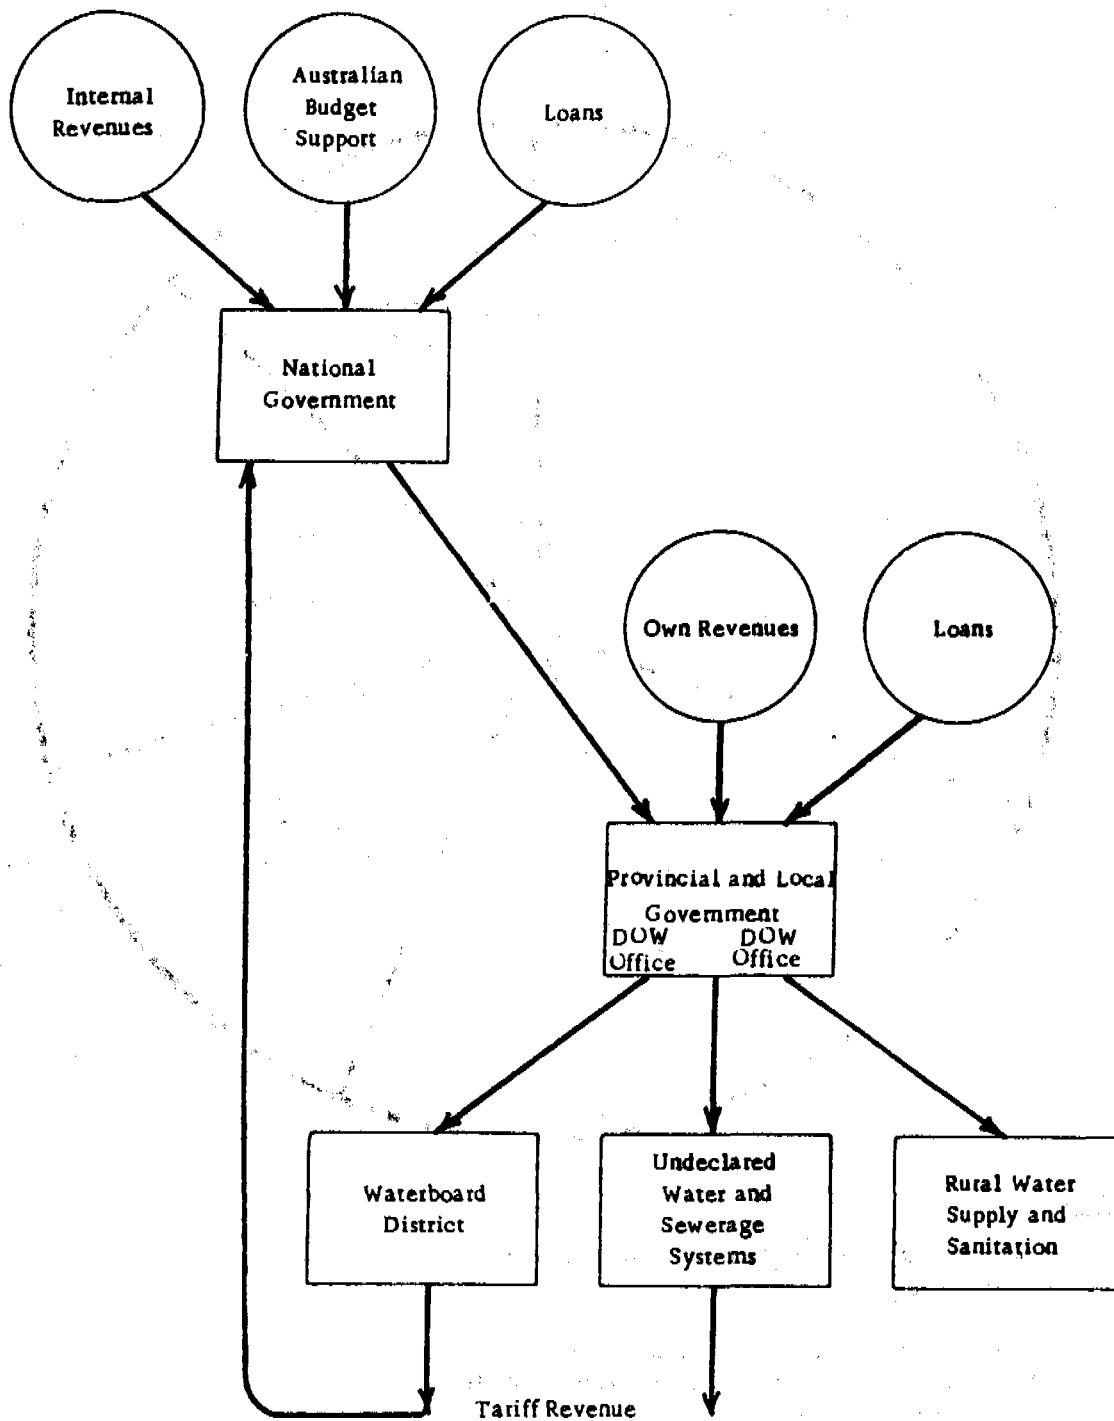 Internal
Revenues
Australian
Budget
Support
Loans
National
Government
Own Revenues
Loans
Provincial and Local
Government
DOW
Office
DOW
Office
Waterboard
District
Undeclared
Water and
Sewerage
Systems
Rural Water
Supply and
Sanitation
Tariff Revenue